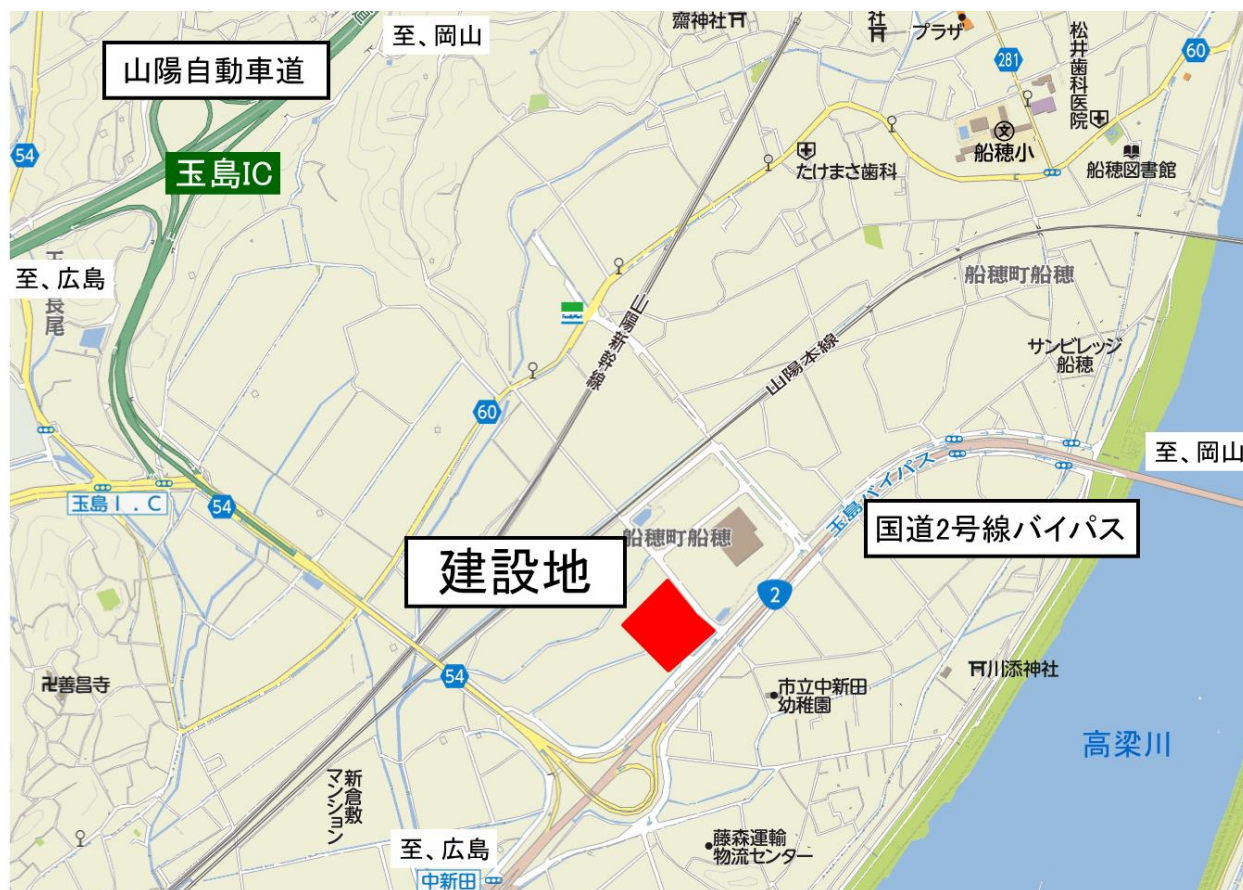 齋神社
社
プラザ
松井歯科医院
60
281
至、岡山
山陽自動車道
54
玉島IC
船穂小
たけまさ歯科
船穂図書館
至、広島
長尾
船穂町船穂
FamilyMart
山陽新幹線
山陽本線
サンビレッジ
船穂
60
至、岡山
玉島バイパス
玉島I.C
54
国道2号線バイパス
船穂町船穂
建設地
2
54
川添神社
善昌寺
市立中新田
幼稚園
高梁川
新倉敷
マンション
藤森運輸
物流センター
至、広島
中新田